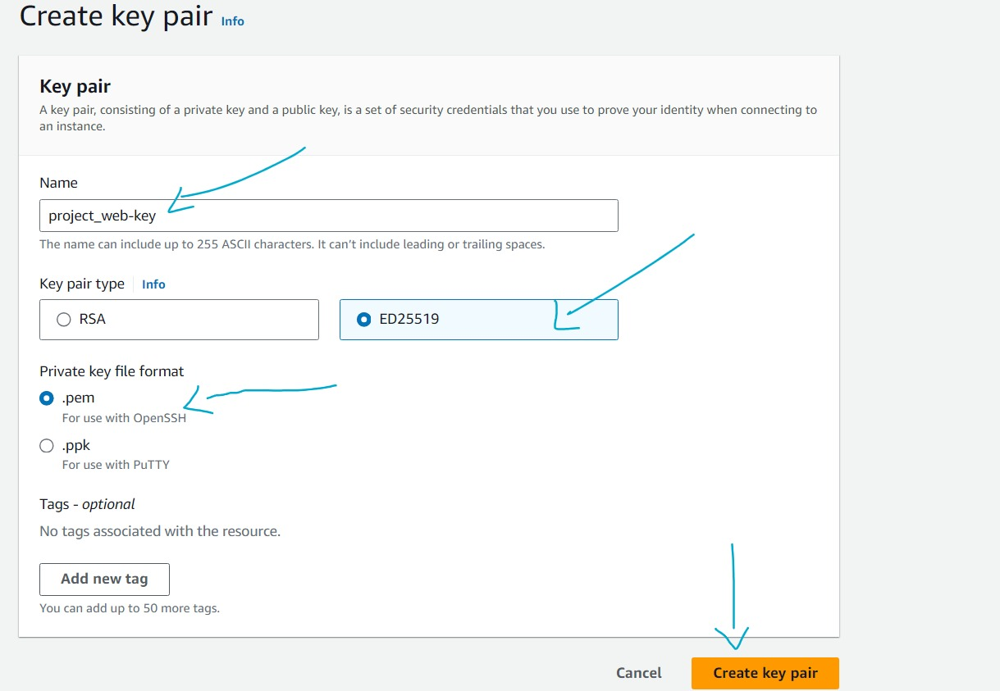 Create key pair Info
Key pair
A key pair, consisting of a private key and a public key, is a set of security credentials that you use to prove your identity when connecting to
an instance.
Name
project_web-key
The name can include up to 255 ASCII characters. It can’t include leading or trailing spaces.
Key pair type Info
RSA ED25519
Private key file format
.pem
For use with OpenSSH
.ppk
For use with PuTTY
Tags - optional
No tags associated with the resource.
Add new tag
You can add up to 50 more tags.
Cancel Create key pair